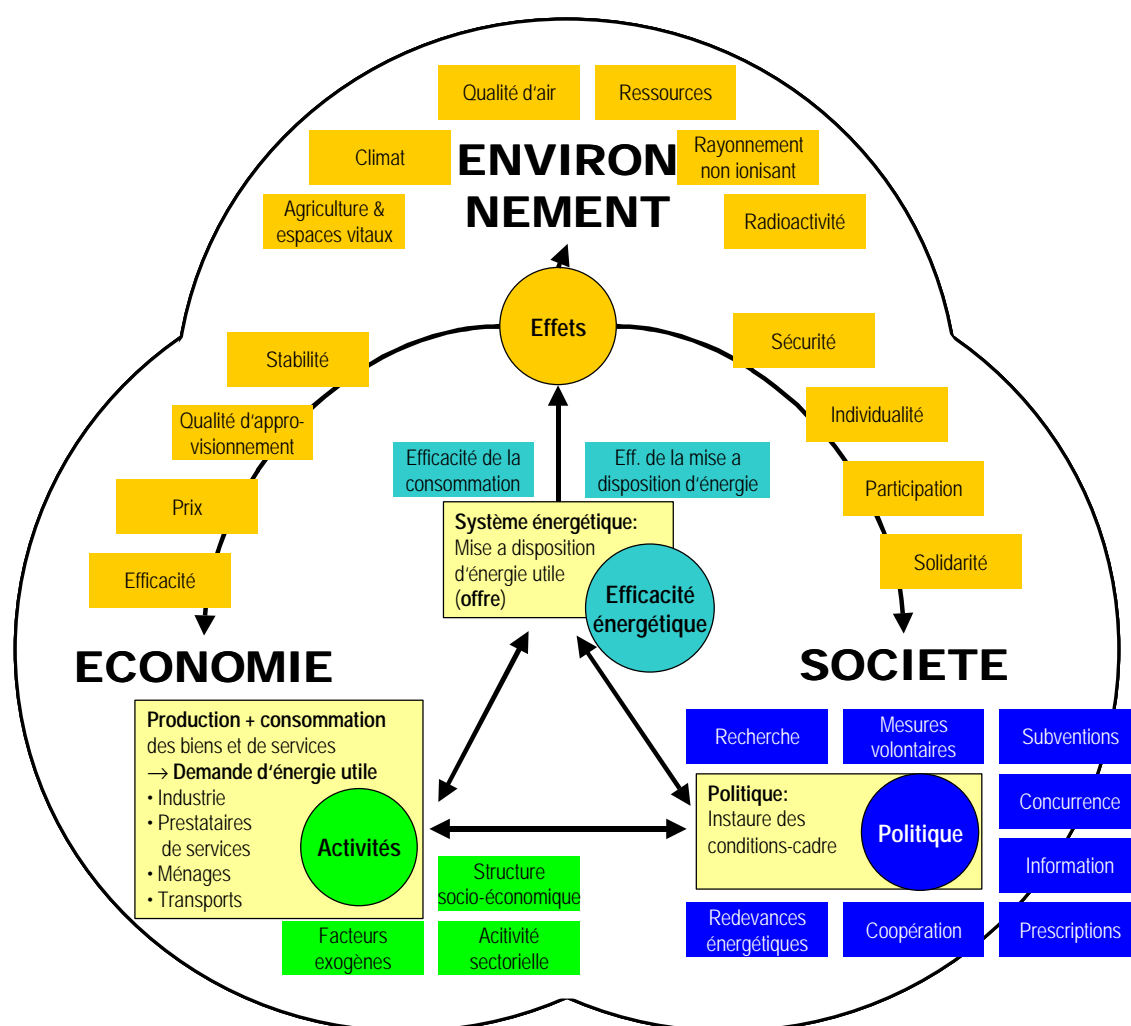 Qualité d'air
Ressources
Climat
ENVIRON
NEMENT
Rayonnement
non ionisant
Agriculture &
espaces vitaux
Radioactivité
Effets
Stabilité
Sécurité
Qualité d'appro-
visionnement
Individualité
Efficacité de la
consommation
Eff. de la mise a
disposition d'énergie
Prix
Participation
Système énergétique:
Mise a disposition
d'énergie utile
(offre)
Efficacité
énergétique
Efficacité
Solidarité
ECONOMIE
SOCIETE
Production + consommation
des biens et de services
→ Demande d'énergie utile
• Industrie
• Prestataires
de services
• Ménages
• Transports
Activités
Structure
socio-économique
Facteurs
exogènes
Acitivité
sectorielle
Recherche
Mesures
volontaires
Subventions
Politique:
Instaure des
conditions-cadre
Politique
Concurrence
Information
Redevances
énergétiques
Coopération
Prescriptions